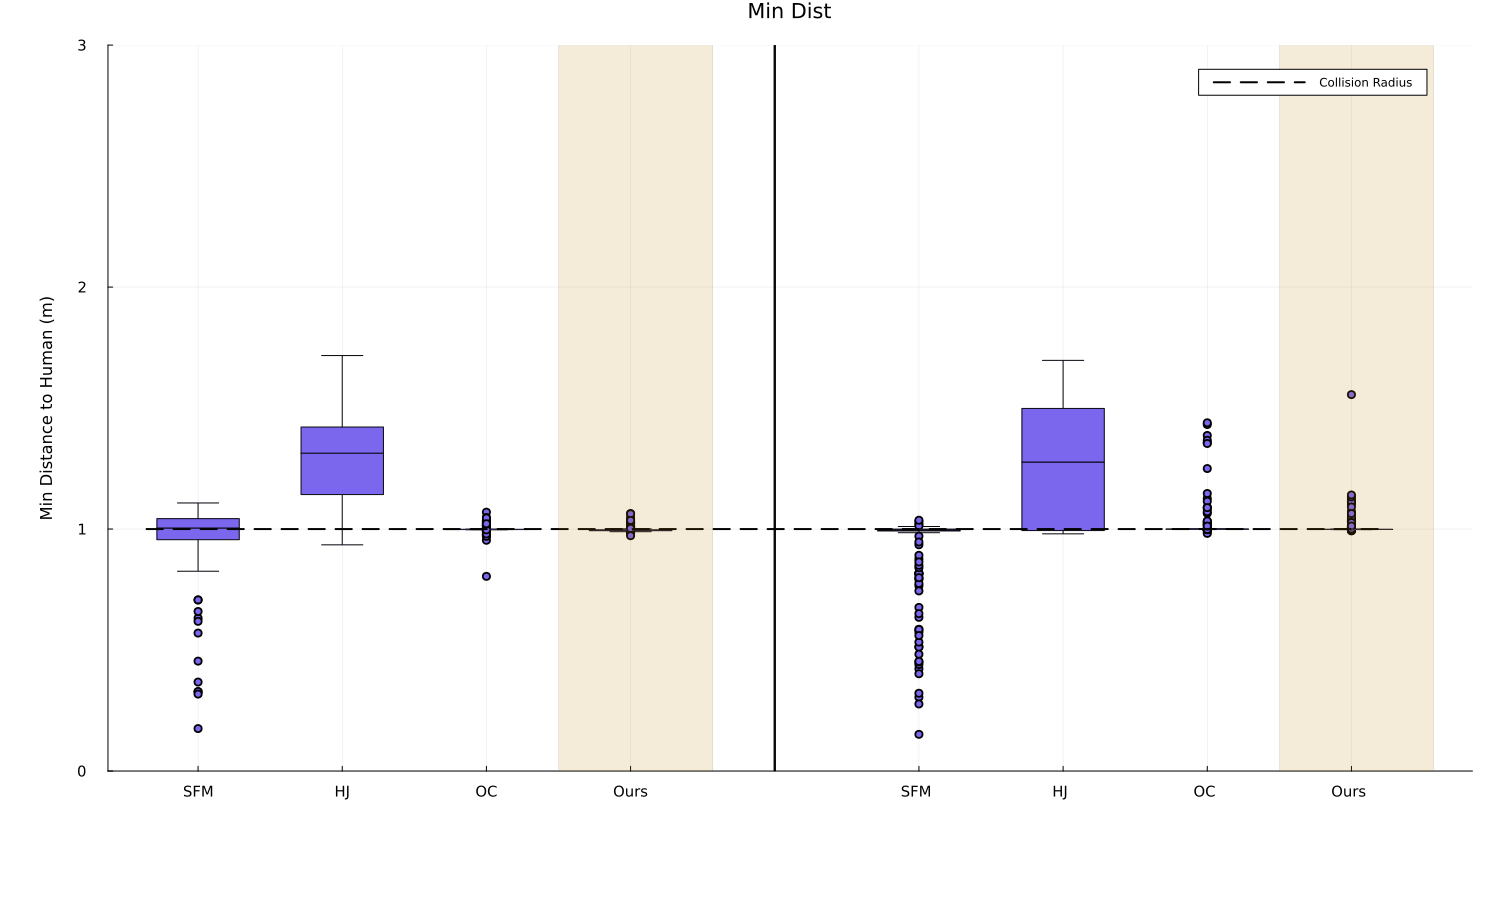 Min Dist
3
Collision Radius
2
Min Distance to Human (m)
1
0
SFM HJ OC Ours SFM HJ OC Ours